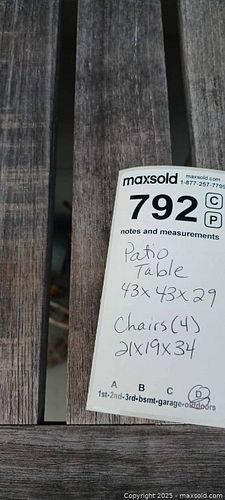 maxsold maxsold.com
1-877-257-7795
792 C
P
notes and measurements
Patio
Table
43x43x29
Chairs (4)
21x19x34
A B C D
1st-2nd-3rd-bsmt-garage-outdoors
Copyright © 2025 - maxsold.com